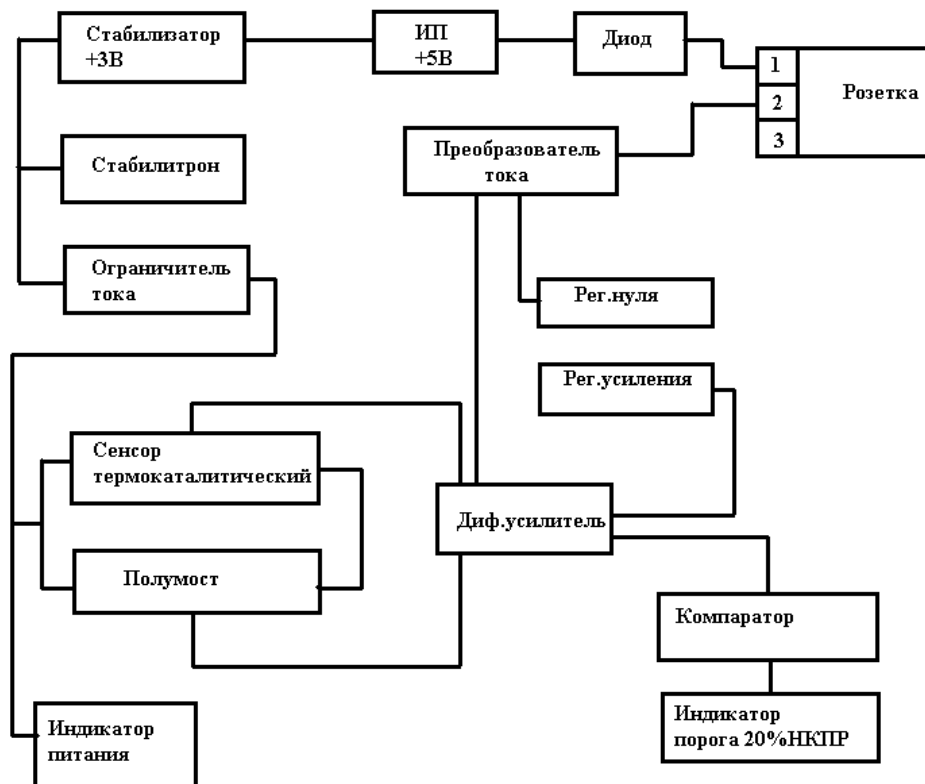 Стабилизатор
+3В
ИП
+5В
Диод
1
2
3
Розетка
Стабилитрон
Преобразователь
тока
Ограничитель
тока
Рег.нуля
Рег.усиления
Сенсор
термокаталитический
Диф.усилитель
Полумост
Компаратор
Индикатор
питания
Индикатор
порога 20%НКПР